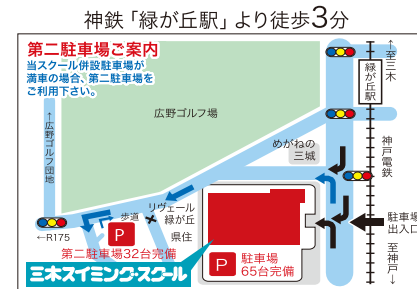 神鉄「緑が丘駅」より徒歩3分
第二駐車場ご案内
当スクール併設駐車場が
満車の場合、第二駐車場を
ご利用下さい。
←至三木
緑が丘駅
広野ゴルフ場
めがねの
三城
神戸電鉄
↑広野ゴルフ団地
リヴェール
緑が丘
歩道
県住
P
←R175
第二駐車場32台完備
駐車場
出入口
P
駐車場
65台完備
至神戸→
三木スイミング・スクール